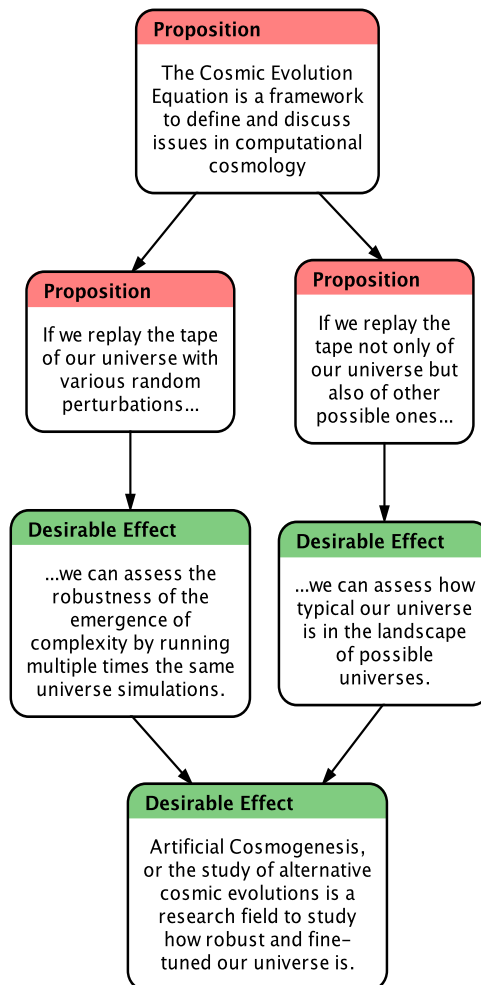 Proposition
The Cosmic Evolution
Equation is a framework
to define and discuss
issues in computational
cosmology
Proposition
If we replay the tape
of our universe with
various random
perturbations...
Proposition
If we replay the
tape not only of
our universe but
also of other
possible ones...
Desirable Effect
...we can assess the
robustness of the
emergence of
complexity by running
multiple times the same
universe simulations.
Desirable Effect
...we can assess how
typical our universe
is in the landscape
of possible
universes.
Desirable Effect
Artificial Cosmogenesis,
or the study of alternative
cosmic evolutions is a
research field to study
how robust and fine-
tuned our universe is.